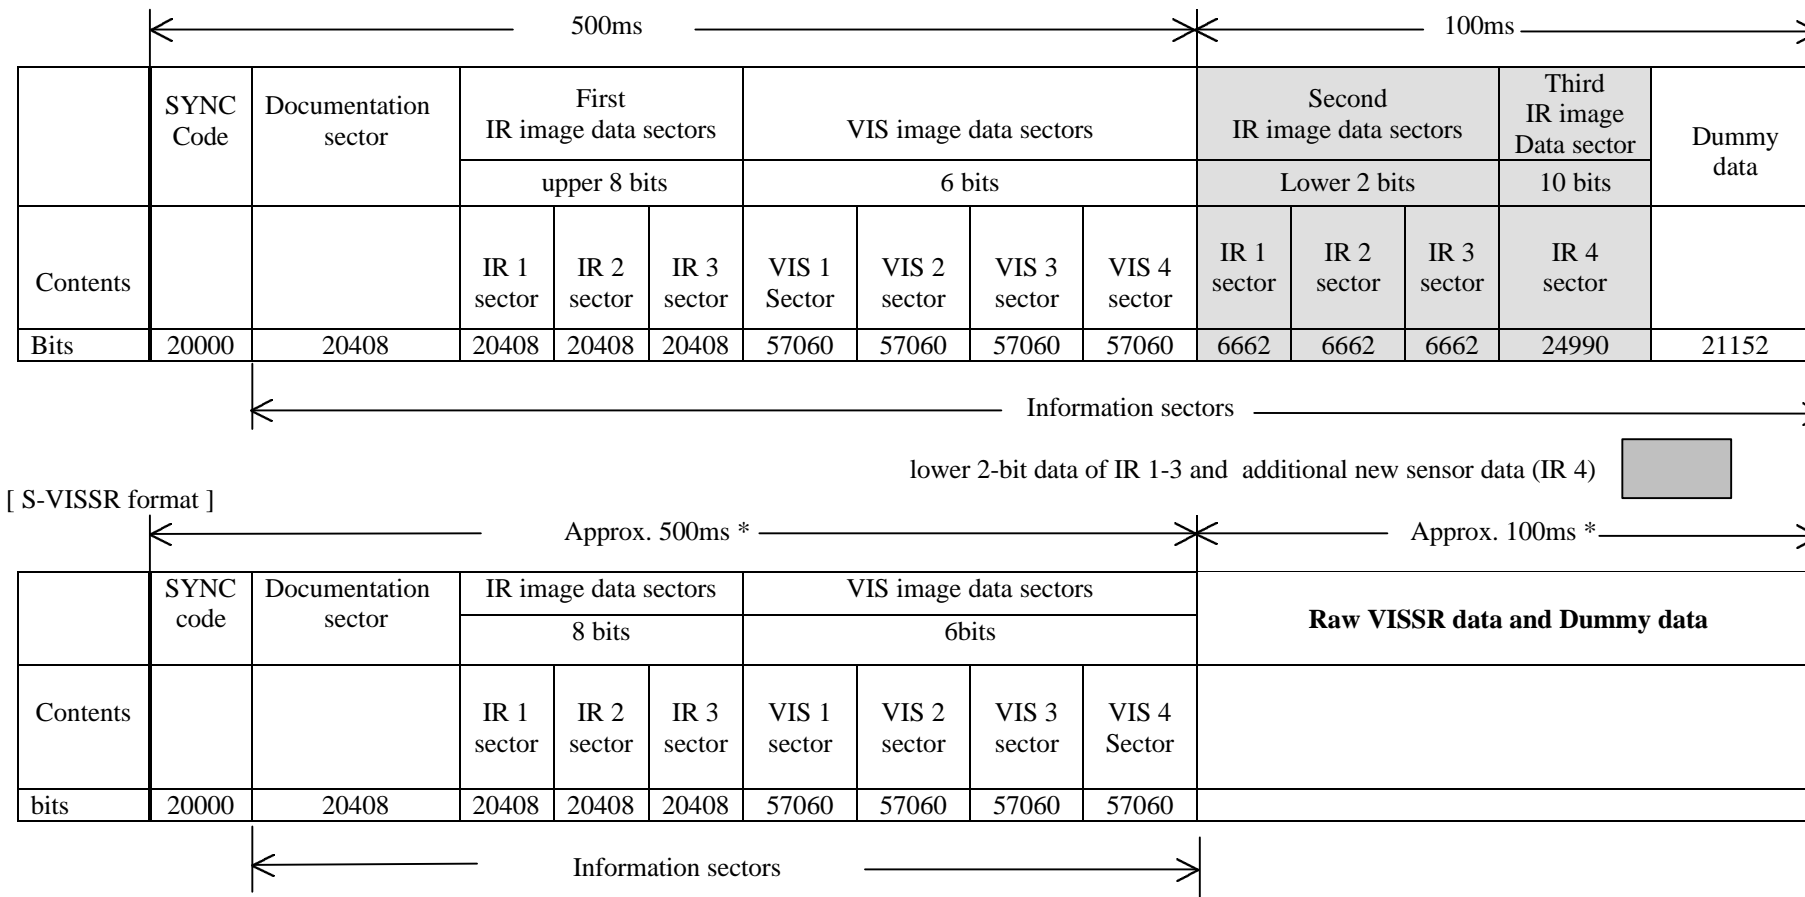 500ms 100ms
SYNC Code Documentation sector First IR image data sectors VIS image data sectors Second IR image data sectors Third IR image Data sector Dummy data
upper 8 bits 6 bits Lower 2 bits 10 bits
Contents IR 1 sector IR 2 sector IR 3 sector VIS 1 Sector VIS 2 sector VIS 3 sector VIS 4 sector IR 1 sector IR 2 sector IR 3 sector IR 4 sector
Bits 20000 20408 20408 20408 20408 57060 57060 57060 57060 6662 6662 6662 24990 21152
Information sectors
lower 2-bit data of IR 1-3 and additional new sensor data (IR 4)
[ S-VISSR format ]
Approx. 500ms * Approx. 100ms *
SYNC code Documentation sector IR image data sectors VIS image data sectors Raw VISSR data and Dummy data
8 bits 6bits
Contents IR 1 sector IR 2 sector IR 3 sector VIS 1 sector VIS 2 sector VIS 3 sector VIS 4 Sector
bits 20000 20408 20408 20408 20408 57060 57060 57060 57060
Information sectors